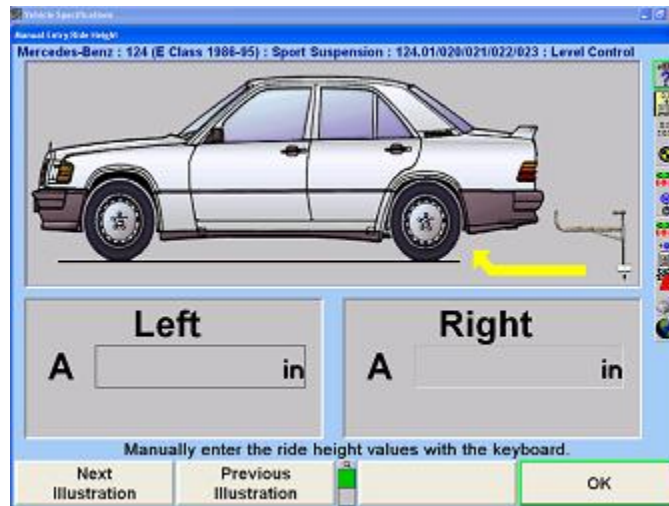 Vehicle Specifications
Manual Entry Ride Height
Mercedes-Benz : 124 (E Class 1986-95) : Sport Suspension : 124.01/020/021/022/023 : Level Control
Left
Right
A in
A in
Manually enter the ride height values with the keyboard.
Next Illustration
Previous Illustration
OK